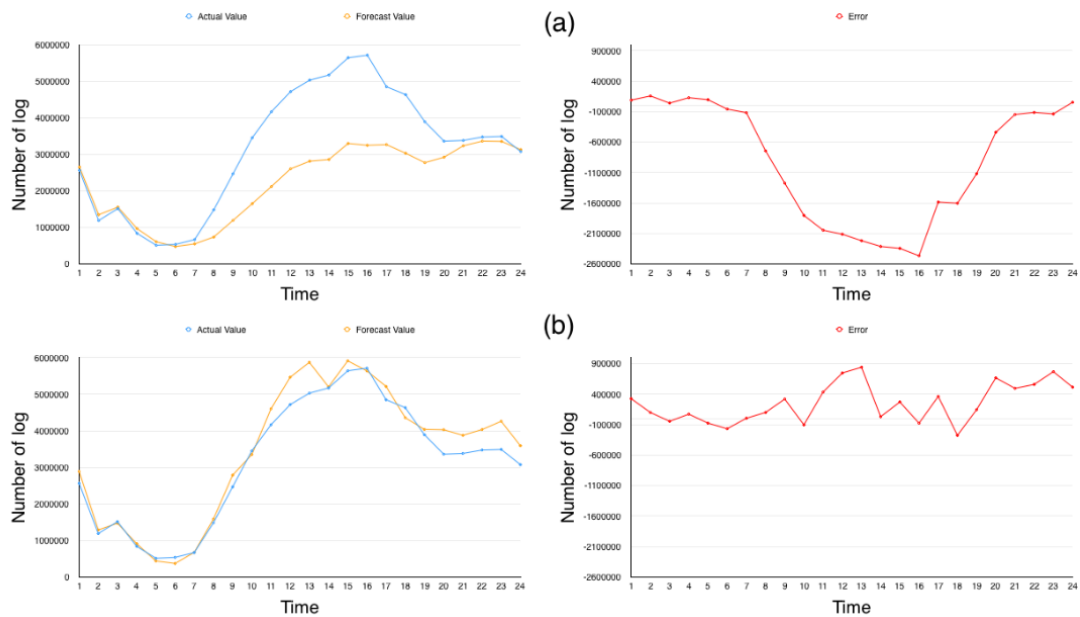 Actual Value Forecast Value (a) Error
6000000
5000000
4000000
3000000
2000000
1000000
0
Number of log
1 2 3 4 5 6 7 8 9 10 11 12 13 14 15 16 17 18 19 20 21 22 23 24
Time
900000
400000
-100000
-600000
-1100000
-1600000
-2100000
-2600000
Number of log
1 2 3 4 5 6 7 8 9 10 11 12 13 14 15 16 17 18 19 20 21 22 23 24
Time
Actual Value Forecast Value (b) Error
6000000
5000000
4000000
3000000
2000000
1000000
0
Number of log
1 2 3 4 5 6 7 8 9 10 11 12 13 14 15 16 17 18 19 20 21 22 23 24
Time
900000
400000
-100000
-600000
-1100000
-1600000
-2100000
-2600000
Number of log
1 2 3 4 5 6 7 8 9 10 11 12 13 14 15 16 17 18 19 20 21 22 23 24
Time